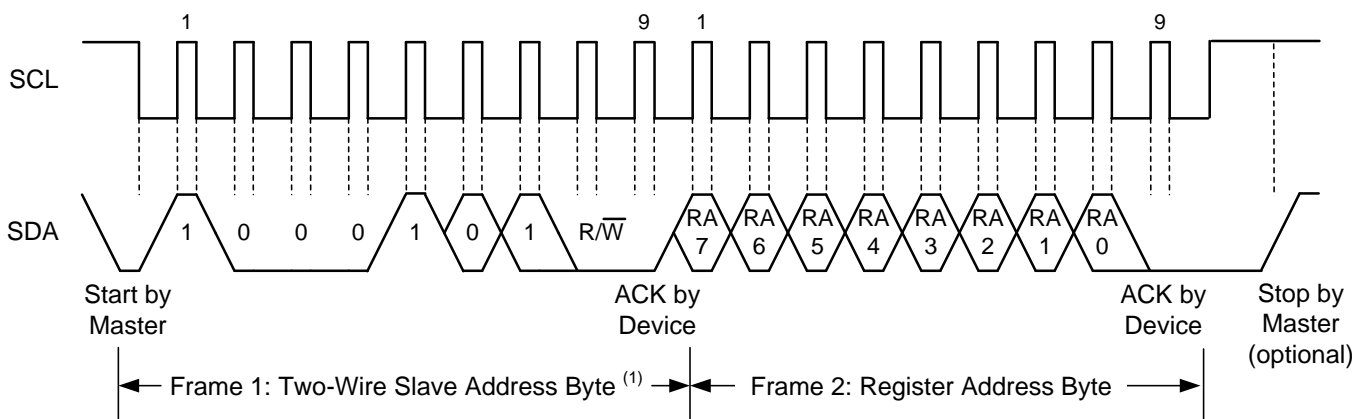 1 9 1 9
SCL
SDA
1 0 0 0 1 0 1 R/W̅ RA RA RA RA RA RA RA RA
7 6 5 4 3 2 1 0
Start by
Master
ACK by
Device
ACK by
Device
Stop by
Master
(optional)
Frame 1: Two-Wire Slave Address Byte (1)
Frame 2: Register Address Byte